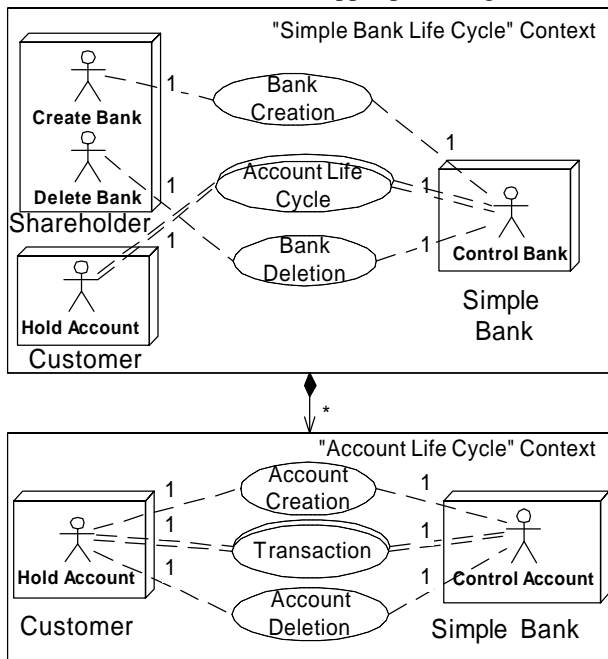 "Simple Bank Life Cycle" Context
1
Bank
Creation
Create Bank
1
Delete Bank
1
Account Life
Cycle
1
Shareholder
1
Bank
Deletion
1
Control Bank
Hold Account
Customer
Simple
Bank
*
"Account Life Cycle" Context
1
Account
Creation
1
1
Transaction
1
Hold Account
1
Account
Deletion
1
Control Account
Customer
Simple Bank